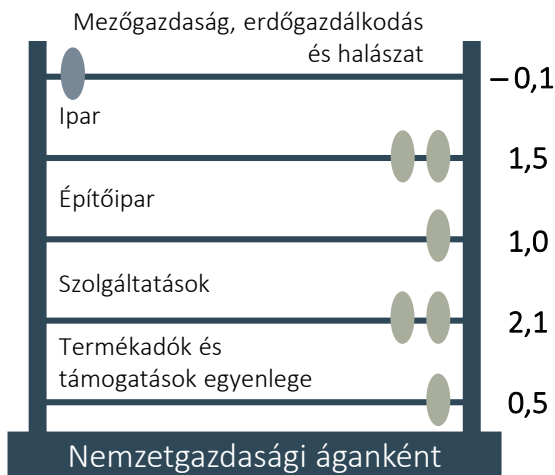 Mezőgazdaság, erdőgazdálkodás
és halászat
–0,1
Ipar
1,5
Építőipar
1,0
Szolgáltatások
2,1
Termékadók és
támogatások egyenlege
0,5
Nemzetgazdasági áganként